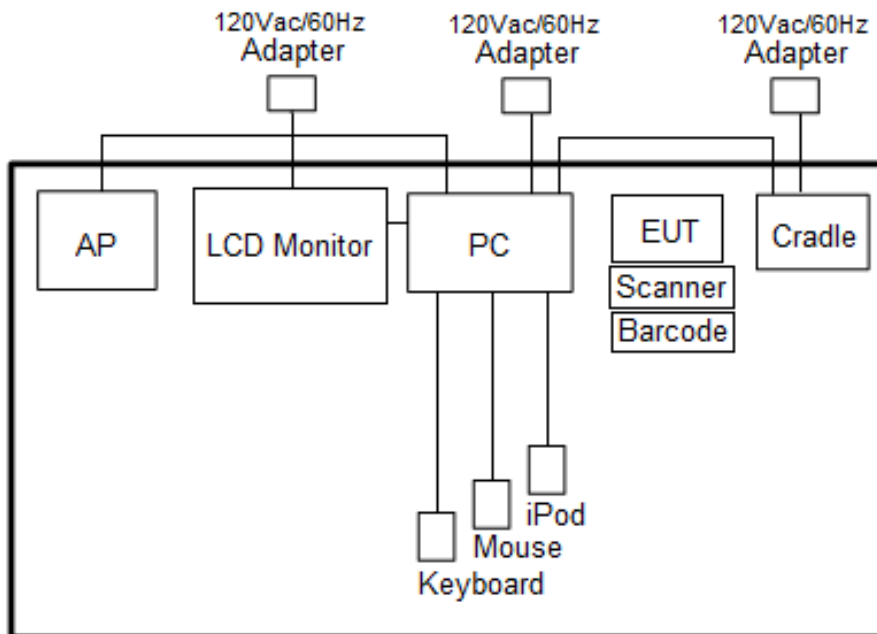 120Vac/60Hz
Adapter
120Vac/60Hz
Adapter
120Vac/60Hz
Adapter
AP
LCD Monitor
PC
EUT
Scanner
Barcode
Cradle
iPod
Mouse
Keyboard